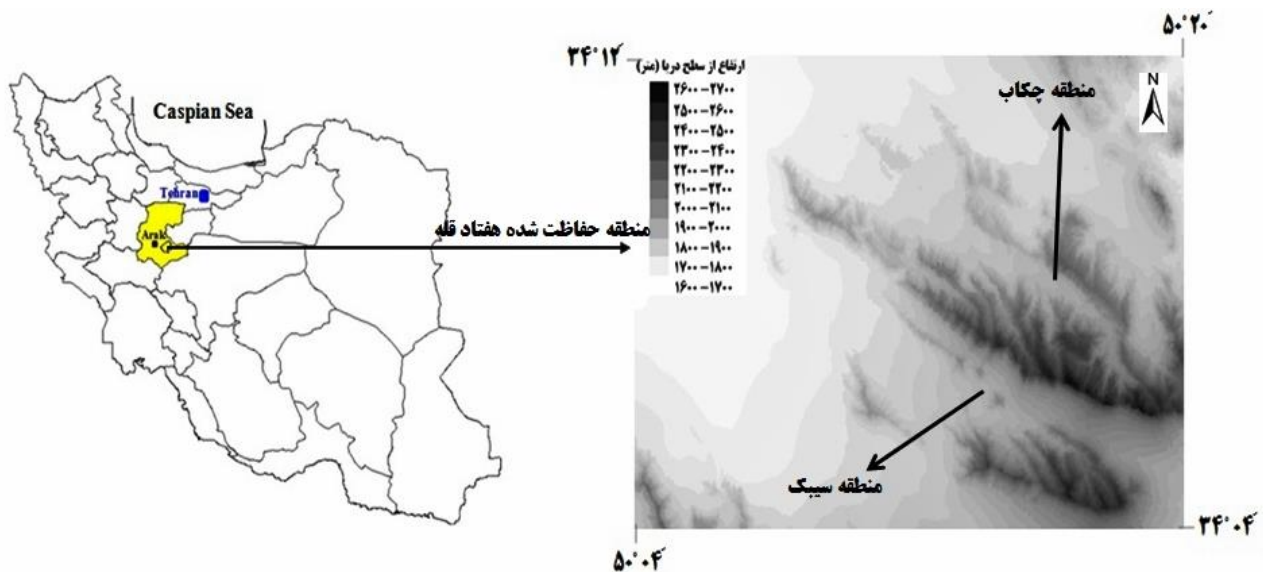 ۵۰°۲۰′
۳۴°۱۲′
ارتفاع از سطح دریا (متر)
۲۶۰۰-۲۷۰۰
۲۵۰۰-۲۶۰۰
۲۴۰۰-۲۵۰۰
۲۳۰۰-۲۴۰۰
۲۲۰۰-۲۳۰۰
۲۱۰۰-۲۲۰۰
۲۰۰۰-۲۱۰۰
۱۹۰۰-۲۰۰۰
۱۸۰۰-۱۹۰۰
۱۷۰۰-۱۸۰۰
۱۶۰۰-۱۷۰۰
N
منطقه چکاب
Caspian Sea
Tehran
Arak
منطقه حفاظت شده هفتاد قله
منطقه سیبک
۳۴°۰۴′
۵۰°۰۴′